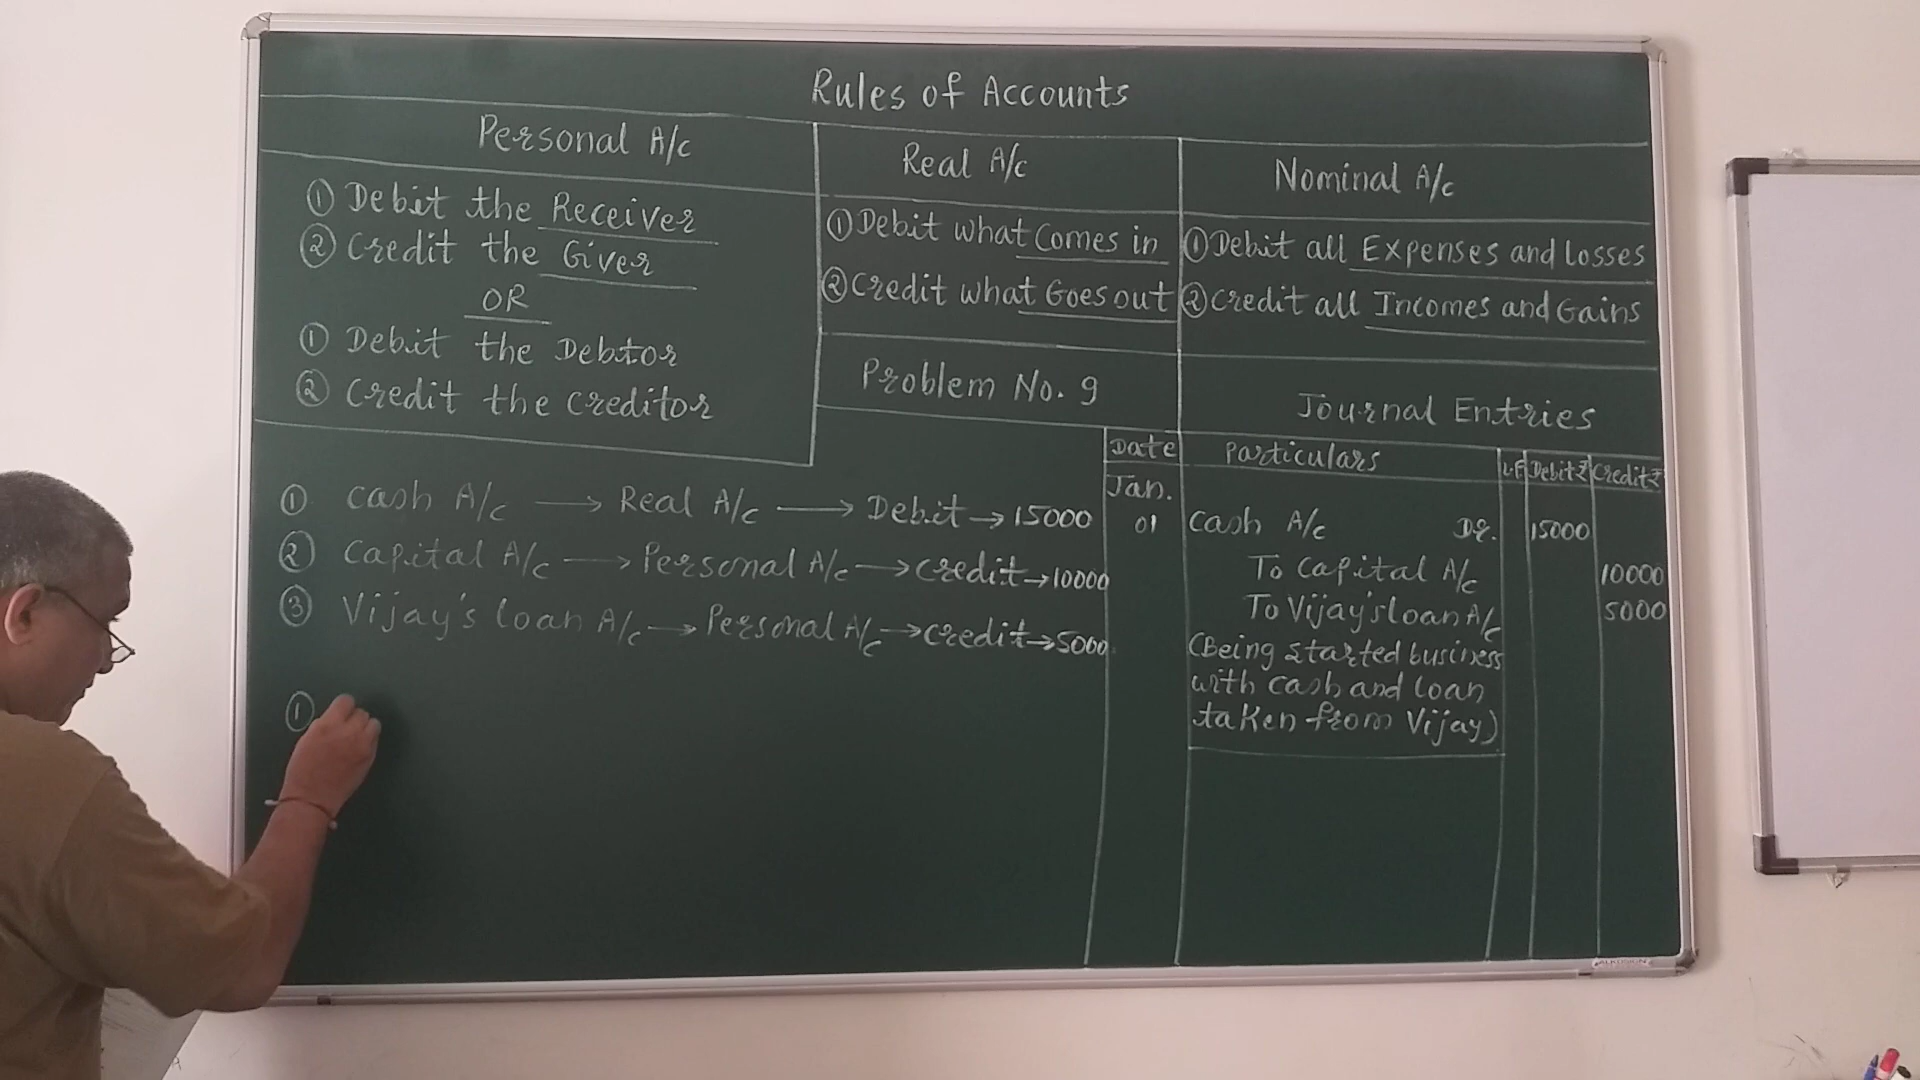 Rules of Accounts
Personal A/c
① Debit the Receiver
② Credit the Giver
OR
① Debit the Debtor
② Credit the Creditor
Real A/c
① Debit what Comes in
② Credit what Goes out
Nominal A/c
① Debit all Expenses and Losses
② Credit all Incomes and Gains
Problem No. 9
① Cash A/c → Real A/c → Debit → 15000
② Capital A/c → Personal A/c → Credit → 10000
③ Vijay's Loan A/c → Personal A/c → Credit → 5000
①
Journal Entries
Date Particulars L.F Debit ₹ Credit ₹
Jan.
01 Cash A/c Dr. 15000
To Capital A/c 10000
To Vijay's loan A/c 5000
(Being started business
with cash and loan
taken from Vijay)